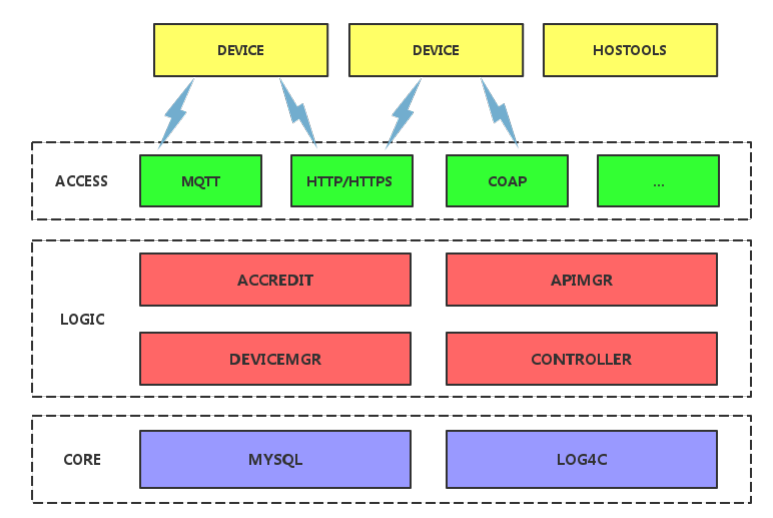 DEVICE
DEVICE
HOSTOOLS
ACCESS
MQTT
HTTP/HTTPS
COAP
...
LOGIC
ACCREDIT
APIMGR
DEVICEMGR
CONTROLLER
CORE
MYSQL
LOG4C